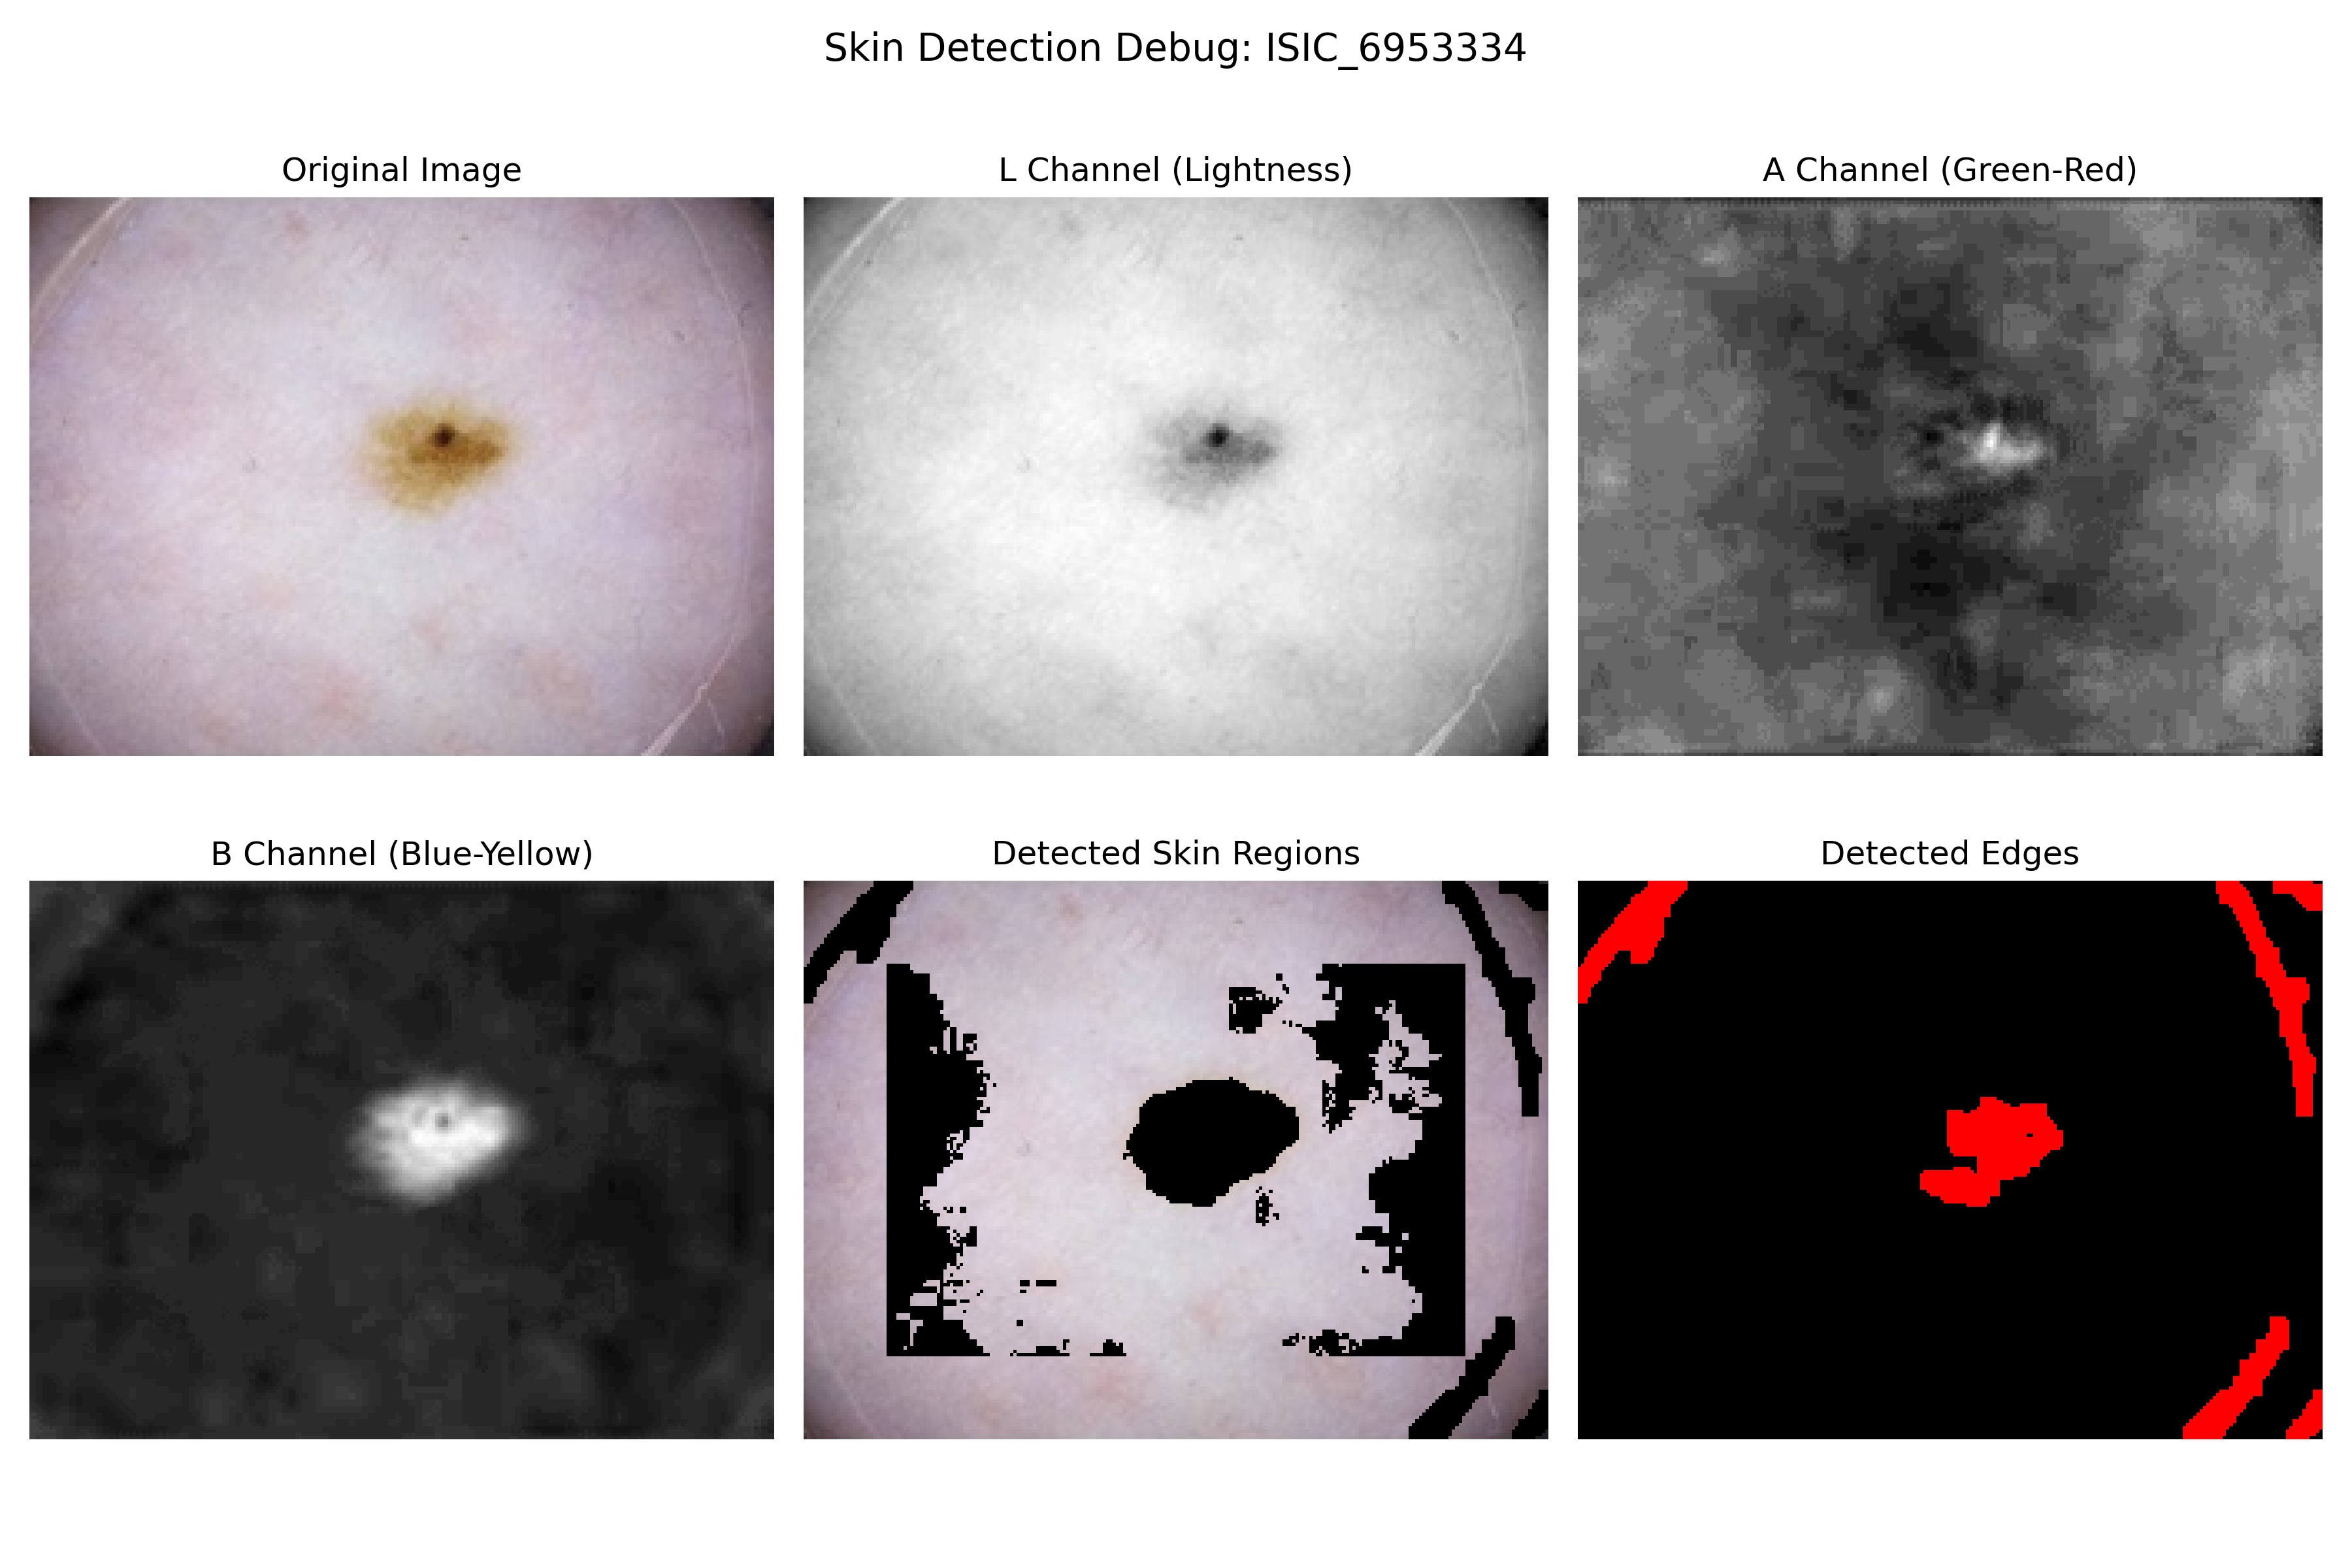 Skin Detection Debug: ISIC_6953334
Original Image
L Channel (Lightness)
A Channel (Green-Red)
B Channel (Blue-Yellow)
Detected Skin Regions
Detected Edges